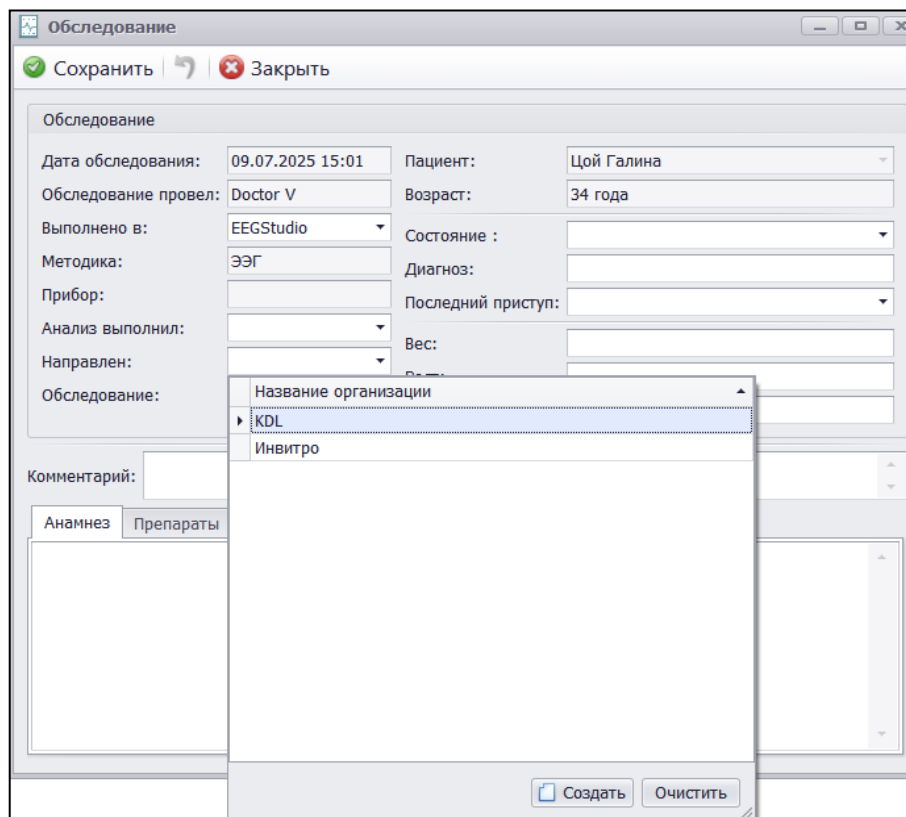 Обследование
Сохранить Закрыть
Обследование
Дата обследования: 09.07.2025 15:01 Пациент: Цой Галина
Обследование провел: Doctor V Возраст: 34 года
Выполнено в: EEGStudio Состояние :
Методика: ЭЭГ Диагноз:
Прибор: Последний приступ:
Анализ выполнил: Вес:
Направлен:
Обследование:
Название организации
KDL
Инвитро
Комментарий:
Анамнез Препараты
Создать Очистить